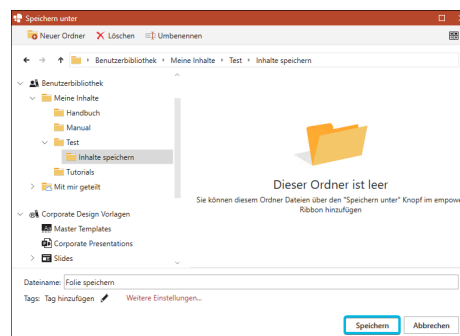 Speichern unter
Neuer Ordner Löschen Umbenennen
Benutzerbibliothek Meine Inhalte Test Inhalte speichern
Benutzerbibliothek
Meine Inhalte
Handbuch
Manual
Test
Inhalte speichern
Tutorials
Mit mir geteilt
Corporate Design Vorlagen
Master Templates
Corporate Presentations
Slides
Dieser Ordner ist leer
Sie können diesem Ordner Dateien über den "Speichern unter" Knopf im empowe
Ribbon hinzufügen
Dateiname: Folie speichern
Tags: Tag hinzufügen Weitere Einstellungen...
Speichern Abbrechen